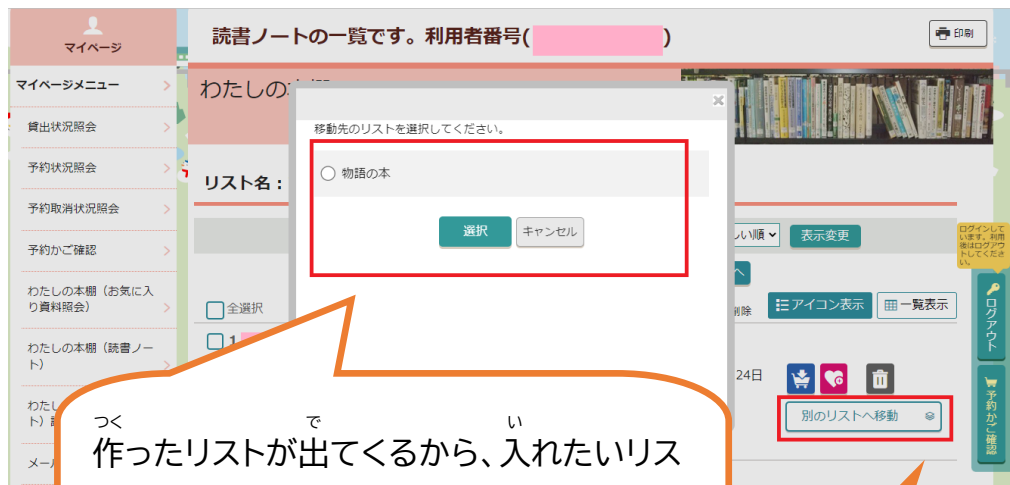 マイページ
読書ノートの一覧です。利用者番号( )
印刷
マイページメニュー
貸出状況照会
予約状況照会
予約取消状況照会
予約かご確認
わたしの本棚（お気に入
り資料照会）
わたしの本棚（読書ノー
ト）
わたし
ト）
メール
わたしの
リスト名：
移動先のリストを選択してください。
物語の本
選択
キャンセル
しい順
表示変更
へ
全選択
削除
アイコン表示
一覧表示
1
24日
別のリストへ移動
ログインして
います。利用
後はログアウ
トしてくださ
い。
ログアウト
予約かご確認
つく で い
作ったリストが出てくるから、入れたいリス